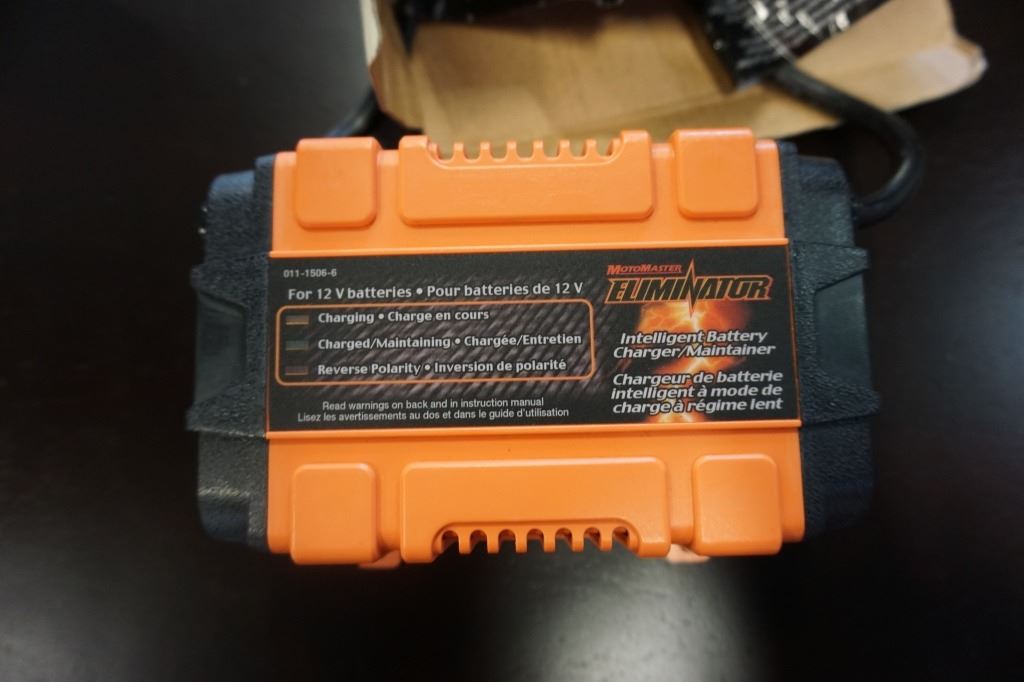 011-1506-6
For 12 V batteries • Pour batteries de 12 V
Charging • Charge en cours
Charged/Maintaining • Chargée/Entretien
Reverse Polarity • Inversion de polarité
Read warnings on back and in instruction manual
Lisez les avertissements au dos et dans le guide d'utilisation
MOTOMASTER
ELIMINATOR
Intelligent Battery
Charger/Maintainer
Chargeur de batterie
intelligent à mode de
charge à régime lent